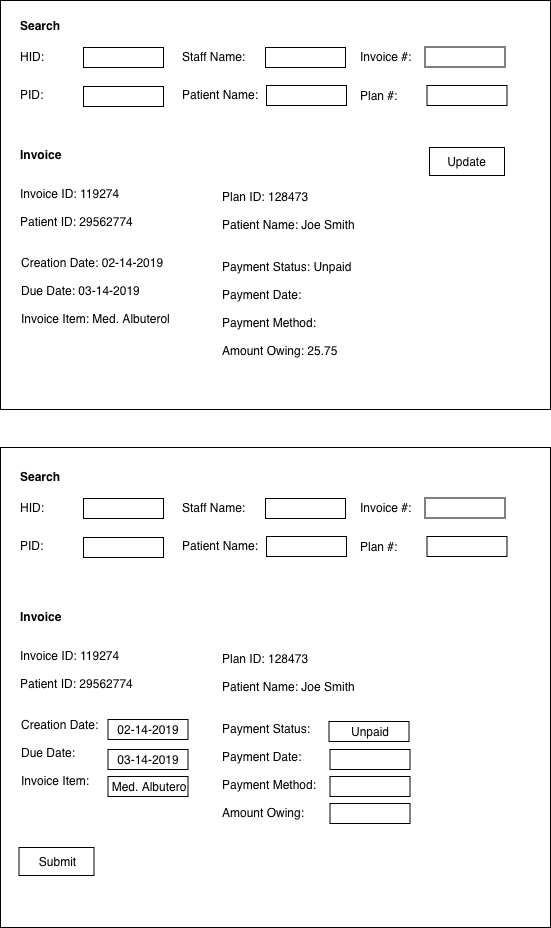 Search
HID: Staff Name: Invoice #:
PID: Patient Name: Plan #:
Invoice Update
Invoice ID: 119274 Plan ID: 128473
Patient ID: 29562774 Patient Name: Joe Smith
Creation Date: 02-14-2019 Payment Status: Unpaid
Due Date: 03-14-2019 Payment Date:
Invoice Item: Med. Albuterol Payment Method:
Amount Owing: 25.75
Search
HID: Staff Name: Invoice #:
PID: Patient Name: Plan #:
Invoice
Invoice ID: 119274 Plan ID: 128473
Patient ID: 29562774 Patient Name: Joe Smith
Creation Date: 02-14-2019 Payment Status: Unpaid
Due Date: 03-14-2019 Payment Date:
Invoice Item: Med. Albutero Payment Method:
Amount Owing:
Submit